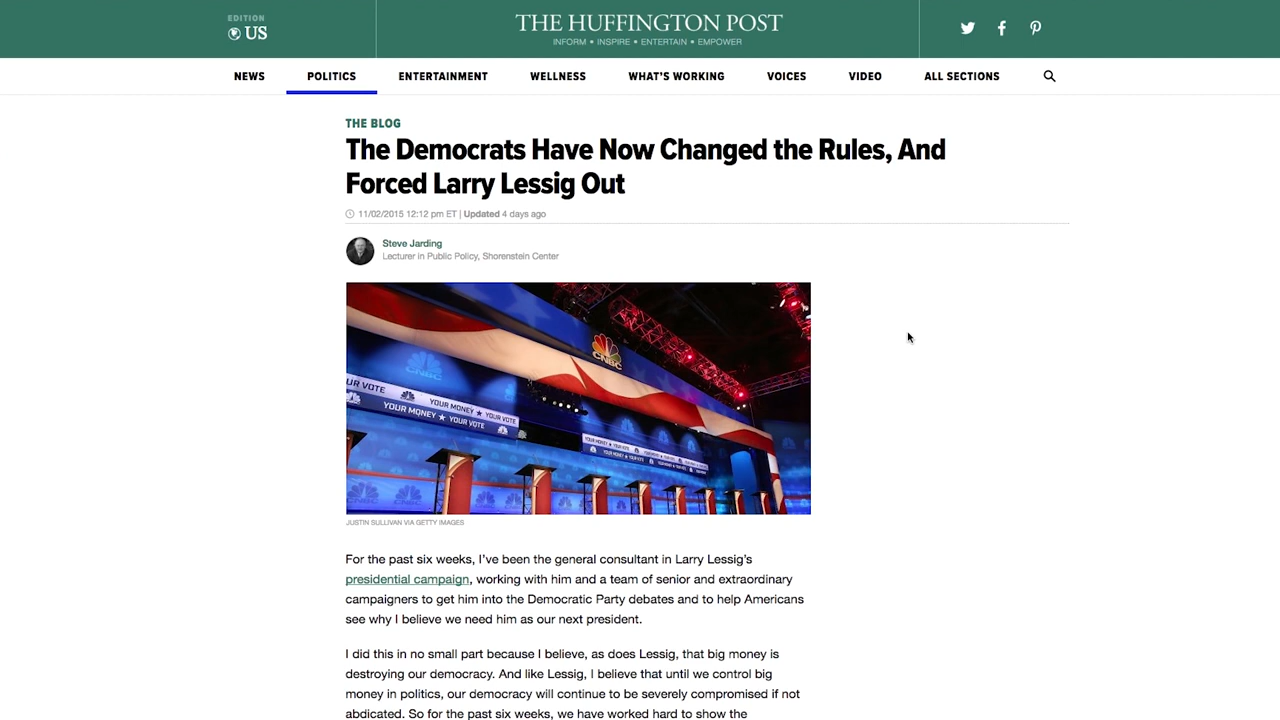 EDITION
US
THE HUFFINGTON POST
INFORM • INSPIRE • ENTERTAIN • EMPOWER
NEWS POLITICS ENTERTAINMENT WELLNESS WHAT'S WORKING VOICES VIDEO ALL SECTIONS
THE BLOG
The Democrats Have Now Changed the Rules, And
Forced Larry Lessig Out
11/02/2015 12:12 pm ET | Updated 4 days ago
Steve Jarding
Lecturer in Public Policy, Shorenstein Center
CNBC
UR VOTE
YOUR MONEY ★ YOUR VOTE
YOUR MONEY ★ YOUR VOTE
JUSTIN SULLIVAN VIA GETTY IMAGES
For the past six weeks, I've been the general consultant in Larry Lessig's
presidential campaign, working with him and a team of senior and extraordinary
campaigners to get him into the Democratic Party debates and to help Americans
see why I believe we need him as our next president.
I did this in no small part because I believe, as does Lessig, that big money is
destroying our democracy. And like Lessig, I believe that until we control big
money in politics, our democracy will continue to be severely compromised if not
abdicated. So for the past six weeks, we have worked hard to show the